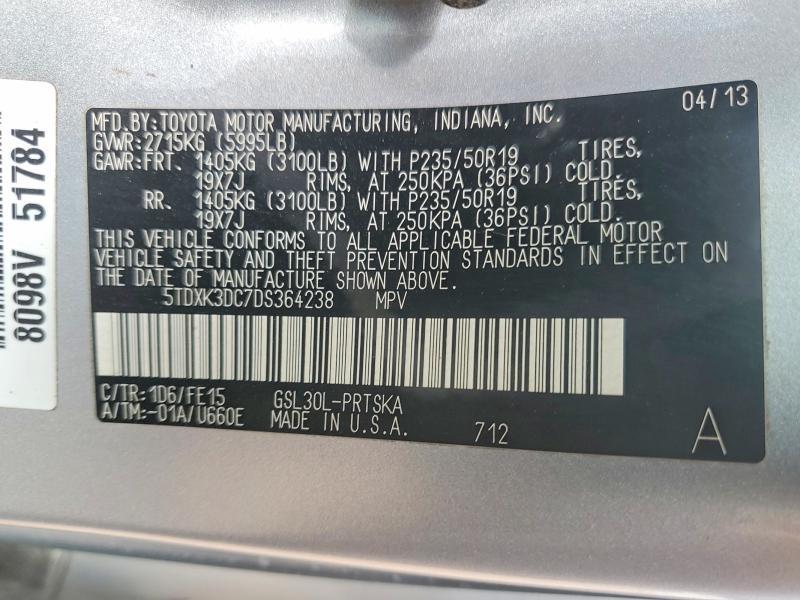 8098V 51784
MFD.BY:TOYOTA MOTOR MANUFACTURING, INDIANA, INC. 04/13
GVWR:2715KG (5995LB)
GAWR:FRT. 1405KG (3100LB) WITH P235/50R19 TIRES,
19X7J RIMS, AT 250KPA (36PSI) COLD.
RR. 1405KG (3100LB) WITH P235/50R19 TIRES,
19X7J RIMS, AT 250KPA (36PSI) COLD.
THIS VEHICLE CONFORMS TO ALL APPLICABLE FEDERAL MOTOR
VEHICLE SAFETY AND THEFT PREVENTION STANDARDS IN EFFECT ON
THE DATE OF MANUFACTURE SHOWN ABOVE.
5TDXK3DC7DS364238 MPV
C/TR:1D6/FE15 GSL30L-PRTSKA
A/TM:-01A/U660E MADE IN U.S.A. 712 A